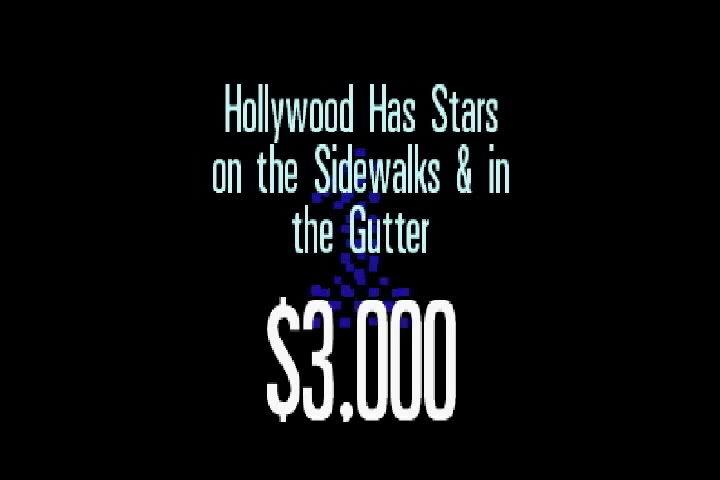 Hollywood Has Stars
on the Sidewalks & in
the Gutter
$3,000